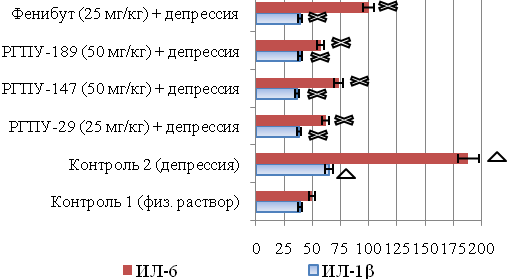 Фенибут (25 мг/кг) + депрессия
РГПУ-189 (50 мг/кг) + депрессия
РГПУ-147 (50 мг/кг) + депрессия
РГПУ-29 (25 мг/кг) + депрессия
Контроль 2 (депрессия)
Контроль 1 (физ. раствор)
0 25 50 75 100 125 150 175 200
ИЛ-6 ИЛ-1β